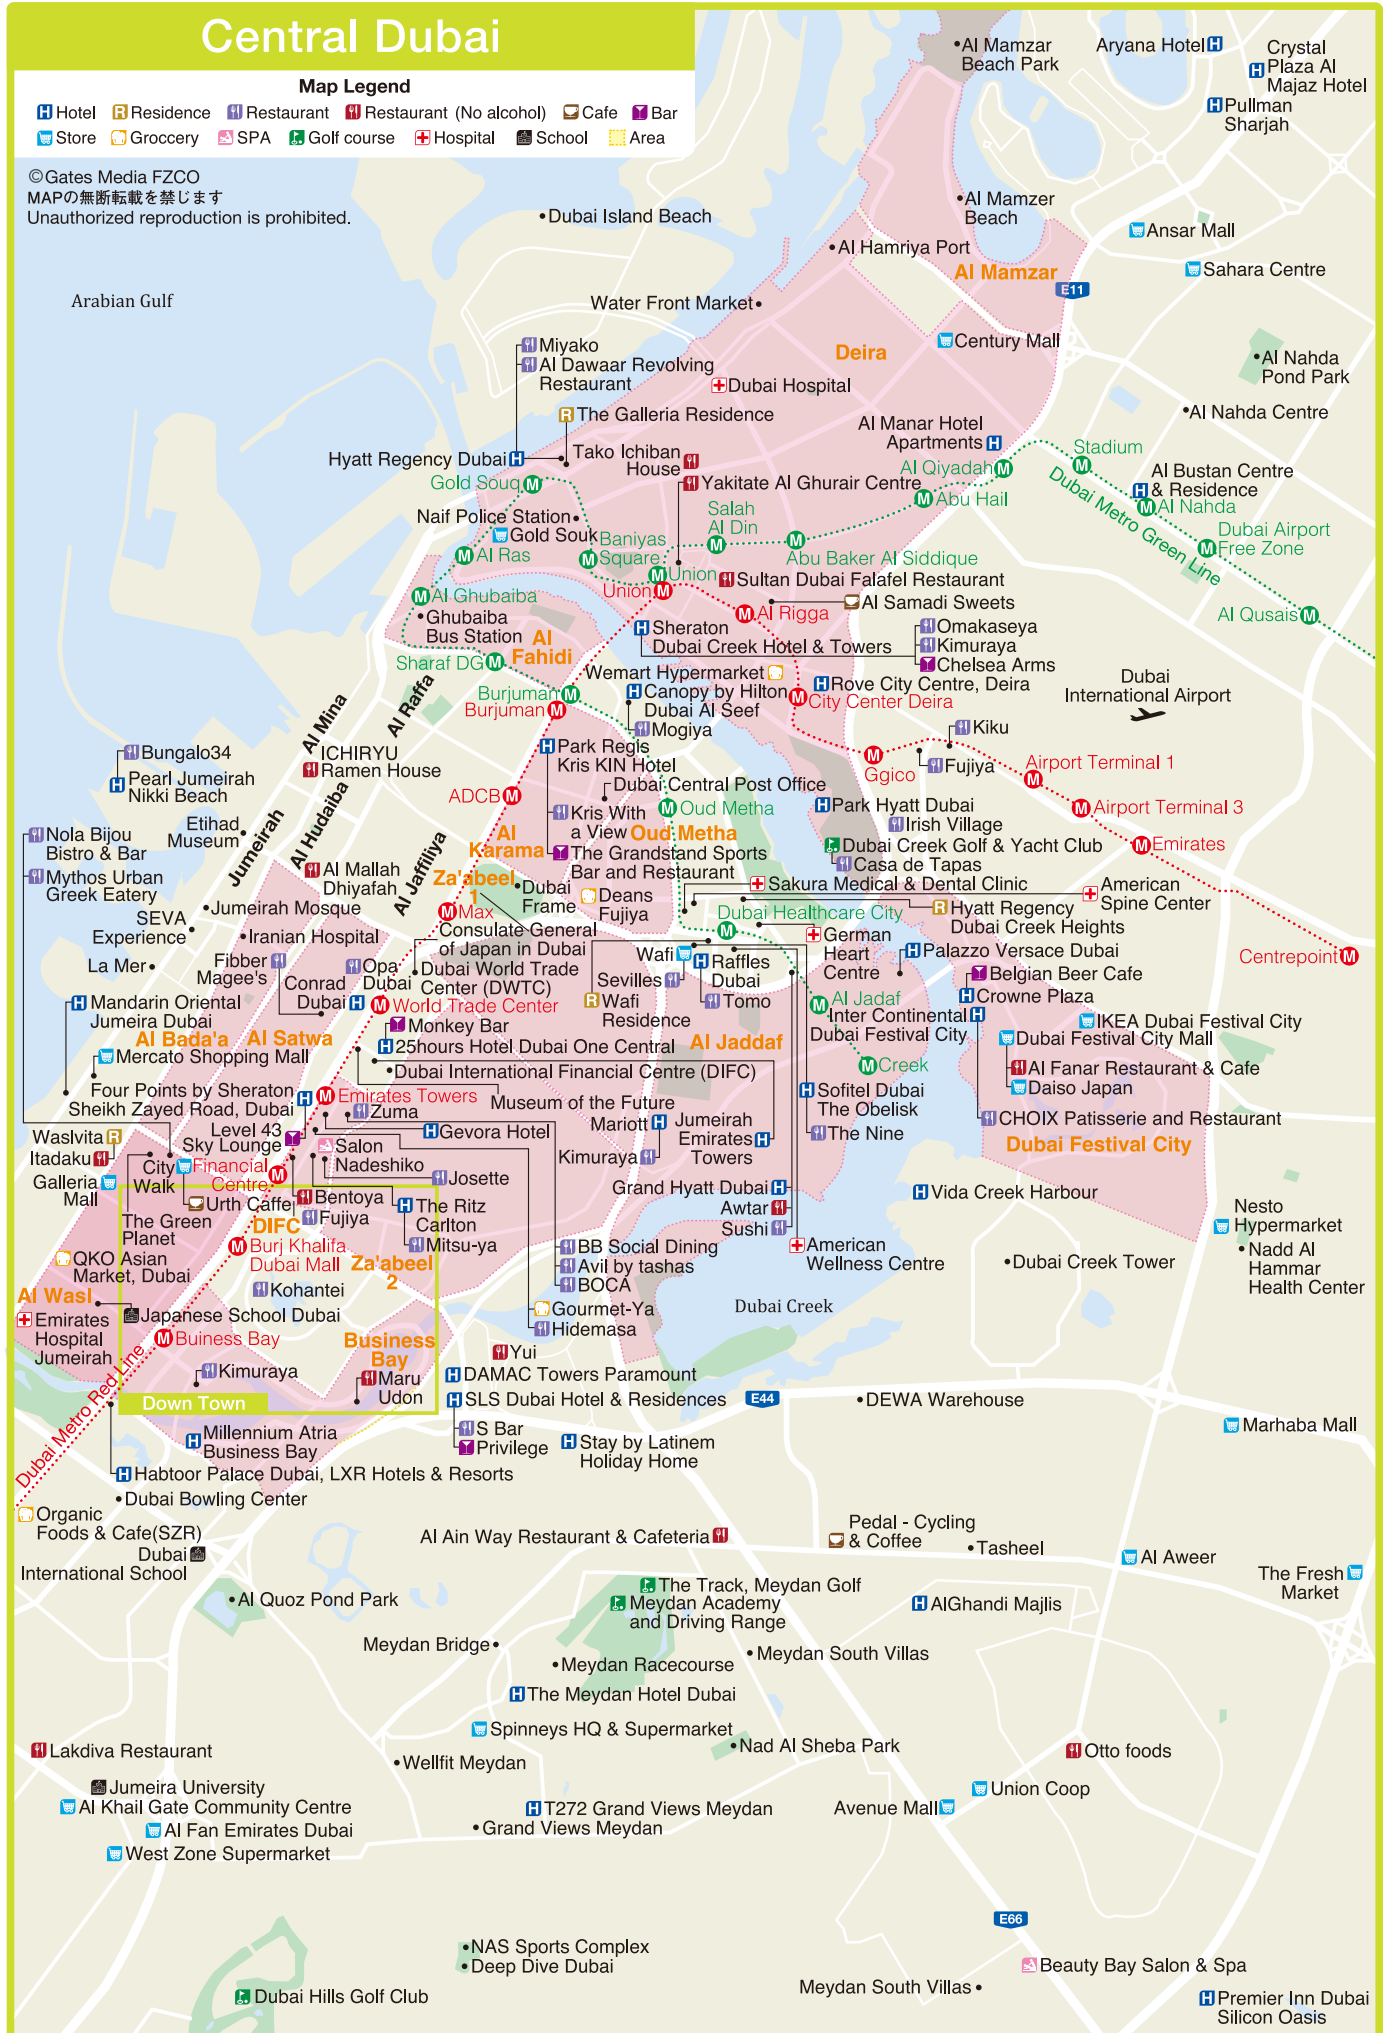 Central Dubai
Map Legend
Hotel
Residence
Restaurant
Restaurant (No alcohol)
Cafe
Bar
Store
Groccery
SPA
Golf course
Hospital
School
Area
©Gates Media FZCO
MAPの無断転載を禁じます
Unauthorized reproduction is prohibited.
Al Mamzar
Beach Park
Aryana Hotel
Crystal
Plaza Al
Majaz Hotel
Pullman
Sharjah
Dubai Island Beach
Al Mamzer
Beach
Ansar Mall
Al Hamriya Port
Sahara Centre
Al Mamzar
E11
Arabian Gulf
Water Front Market
Century Mall
Deira
Miyako
Al Dawaar Revolving
Restaurant
Dubai Hospital
Al Nahda
Pond Park
Al Nahda Centre
The Galleria Residence
Al Manar Hotel
Apartments
Hyatt Regency Dubai
Tako Ichiban
House
Stadium
Al Qiyadah
Al Bustan Centre
& Residence
Gold Souq
Yakitate Al Ghurair Centre
Abu Hail
Al Nahda
Dubai Metro Green Line
Naif Police Station
Gold Souk
Salah
Al Din
Baniyas
Square
Dubai Airport
Free Zone
Al Ras
Abu Baker Al Siddique
Union
Union
Sultan Dubai Falafel Restaurant
Al Ghubaiba
Al Rigga
Al Samadi Sweets
Al Qusais
Ghubaiba
Bus Station
Al
Fahidi
Sheraton
Dubai Creek Hotel & Towers
Omakaseya
Kimuraya
Chelsea Arms
Sharaf DG
Wemart Hypermarket
Burjuman
Burjuman
Canopy by Hilton
Dubai Al Seef
Mogiya
Rove City Centre, Deira
City Center Deira
Dubai
International Airport
Al Mina
Al Raffa
Kiku
Fujiya
Ggico
Airport Terminal 1
Airport Terminal 3
Emirates
Bungalo34
Pearl Jumeirah
Nikki Beach
ICHIRYU
Ramen House
Park Regis
Kris KIN Hotel
Dubai Central Post Office
ADCB
Oud Metha
Park Hyatt Dubai
Irish Village
Kris With
a View
Oud Metha
Al
Karama
Dubai Creek Golf & Yacht Club
Casa de Tapas
Nola Bijou
Bistro & Bar
Mythos Urban
Greek Eatery
Etihad
Museum
Jumeirah
Al Hudaiba
Al Jaffiliya
Al Mallah
Dhiyafah
The Grandstand Sports
Bar and Restaurant
Za'abeel
1
Dubai
Frame
Deans
Fujiya
Sakura Medical & Dental Clinic
American
Spine Center
Jumeirah Mosque
SEVA
Experience
Iranian Hospital
La Mer
Max
Consulate General
of Japan in Dubai
Dubai Healthcare City
Hyatt Regency
Dubai Creek Heights
German
Heart
Centre
Palazzo Versace Dubai
Centrepoint
Fibber
Magee's
Opa
Dubai
Conrad
Dubai
Dubai World Trade
Center (DWTC)
Wafi
Raffles
Dubai
Sevilles
Tomo
Wafi
Residence
Belgian Beer Cafe
Crowne Plaza
Mandarin Oriental
Jumeira Dubai
World Trade Center
Al Jadaf
Inter Continental
Dubai Festival City
IKEA Dubai Festival City
Dubai Festival City Mall
Al Bada'a
Al Satwa
Monkey Bar
25hours Hotel Dubai One Central
Al Jaddaf
Mercato Shopping Mall
Dubai International Financial Centre (DIFC)
Creek
Al Fanar Restaurant & Cafe
Daiso Japan
Four Points by Sheraton
Sheikh Zayed Road, Dubai
Emirates Towers
Museum of the Future
Sofitel Dubai
The Obelisk
The Nine
CHOIX Patisserie and Restaurant
Dubai Festival City
Zuma
Level 43
Sky Lounge
Gevora Hotel
Mariott
Jumeirah
Emirates
Towers
Kimuraya
Waslvita
Itadaku
Galleria
Mall
City
Walk
Financial
Centre
Salon
Nadeshiko
Josette
Grand Hyatt Dubai
Awtar
Sushi
Vida Creek Harbour
Urth Caffe
Bentoya
Fujiya
The Ritz
Carlton
Mitsu-ya
The Green
Planet
DIFC
Burj Khalifa
Dubai Mall
Nesto
Hypermarket
Nadd Al
Hammar
Health Center
QKO Asian
Market, Dubai
Za'abeel
2
BB Social Dining
Avil by tashas
BOCA
American
Wellness Centre
Dubai Creek Tower
Al Wasl
Kohantei
Gourmet-Ya
Hidemasa
Dubai Creek
Emirates
Hospital
Jumeirah
Japanese School Dubai
Buiness Bay
Business
Bay
Yui
Kimuraya
Maru
Udon
DAMAC Towers Paramount
SLS Dubai Hotel & Residences
E44
DEWA Warehouse
Down Town
Dubai Metro Red Line
Marhaba Mall
Millennium Atria
Business Bay
S Bar
Privilege
Stay by Latinem
Holiday Home
Habtoor Palace Dubai, LXR Hotels & Resorts
Dubai Bowling Center
Organic
Foods & Cafe(SZR)
Al Ain Way Restaurant & Cafeteria
Pedal - Cycling
& Coffee
Tasheel
Dubai
International School
Al Aweer
The Fresh
Market
The Track, Meydan Golf
Meydan Academy
and Driving Range
Al Quoz Pond Park
AlGhandi Majlis
Meydan Bridge
Meydan South Villas
Meydan Racecourse
The Meydan Hotel Dubai
Spinneys HQ & Supermarket
Nad Al Sheba Park
Lakdiva Restaurant
Wellfit Meydan
Otto foods
Jumeira University
Union Coop
Al Khail Gate Community Centre
T272 Grand Views Meydan
Avenue Mall
Al Fan Emirates Dubai
Grand Views Meydan
West Zone Supermarket
E66
NAS Sports Complex
Deep Dive Dubai
Beauty Bay Salon & Spa
Meydan South Villas
Dubai Hills Golf Club
Premier Inn Dubai
Silicon Oasis